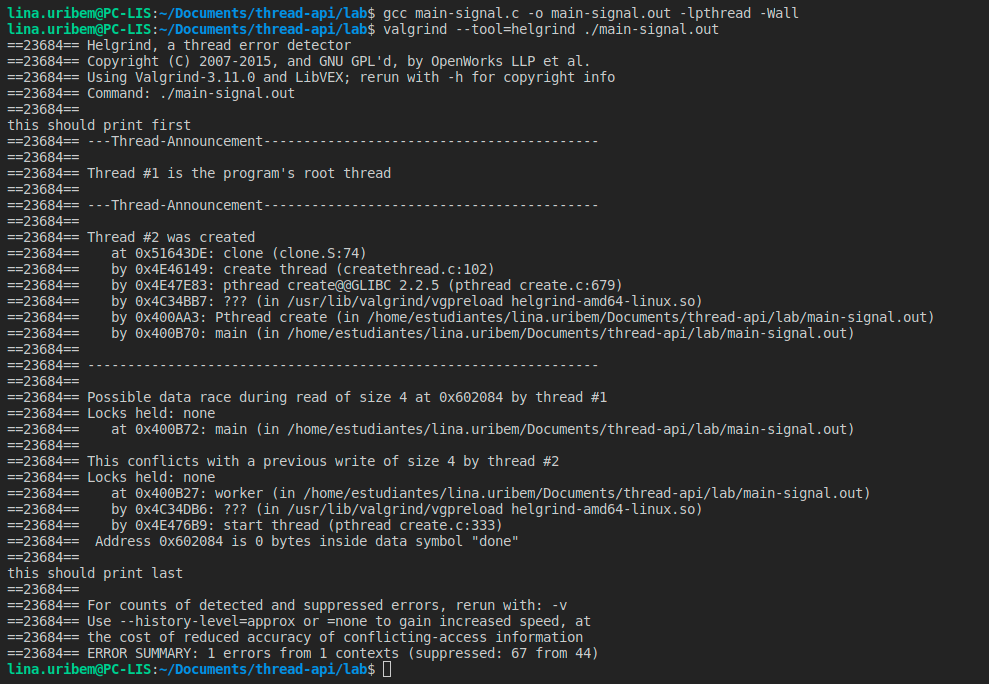 lina.uribem@PC-LIS:~/Documents/thread-api/lab$ gcc main-signal.c -o main-signal.out -lpthread -Wall
lina.uribem@PC-LIS:~/Documents/thread-api/lab$ valgrind --tool=helgrind ./main-signal.out
==23684== Helgrind, a thread error detector
==23684== Copyright (C) 2007-2015, and GNU GPL'd, by OpenWorks LLP et al.
==23684== Using Valgrind-3.11.0 and LibVEX; rerun with -h for copyright info
==23684== Command: ./main-signal.out
==23684==
this should print first
==23684== ---Thread-Announcement------------------------------------------
==23684==
==23684== Thread #1 is the program's root thread
==23684==
==23684== ---Thread-Announcement------------------------------------------
==23684==
==23684== Thread #2 was created
==23684==    at 0x51643DE: clone (clone.S:74)
==23684==    by 0x4E46149: create thread (createthread.c:102)
==23684==    by 0x4E47E83: pthread create@@GLIBC 2.2.5 (pthread create.c:679)
==23684==    by 0x4C34BB7: ??? (in /usr/lib/valgrind/vgpreload helgrind-amd64-linux.so)
==23684==    by 0x400AA3: Pthread create (in /home/estudiantes/lina.uribem/Documents/thread-api/lab/main-signal.out)
==23684==    by 0x400B70: main (in /home/estudiantes/lina.uribem/Documents/thread-api/lab/main-signal.out)
==23684==
==23684== ----------------------------------------------------------------
==23684==
==23684== Possible data race during read of size 4 at 0x602084 by thread #1
==23684== Locks held: none
==23684==    at 0x400B72: main (in /home/estudiantes/lina.uribem/Documents/thread-api/lab/main-signal.out)
==23684==
==23684== This conflicts with a previous write of size 4 by thread #2
==23684== Locks held: none
==23684==    at 0x400B27: worker (in /home/estudiantes/lina.uribem/Documents/thread-api/lab/main-signal.out)
==23684==    by 0x4C34DB6: ??? (in /usr/lib/valgrind/vgpreload helgrind-amd64-linux.so)
==23684==    by 0x4E476B9: start thread (pthread create.c:333)
==23684==  Address 0x602084 is 0 bytes inside data symbol "done"
==23684==
this should print last
==23684==
==23684== For counts of detected and suppressed errors, rerun with: -v
==23684== Use --history-level=approx or =none to gain increased speed, at
==23684== the cost of reduced accuracy of conflicting-access information
==23684== ERROR SUMMARY: 1 errors from 1 contexts (suppressed: 67 from 44)
lina.uribem@PC-LIS:~/Documents/thread-api/lab$